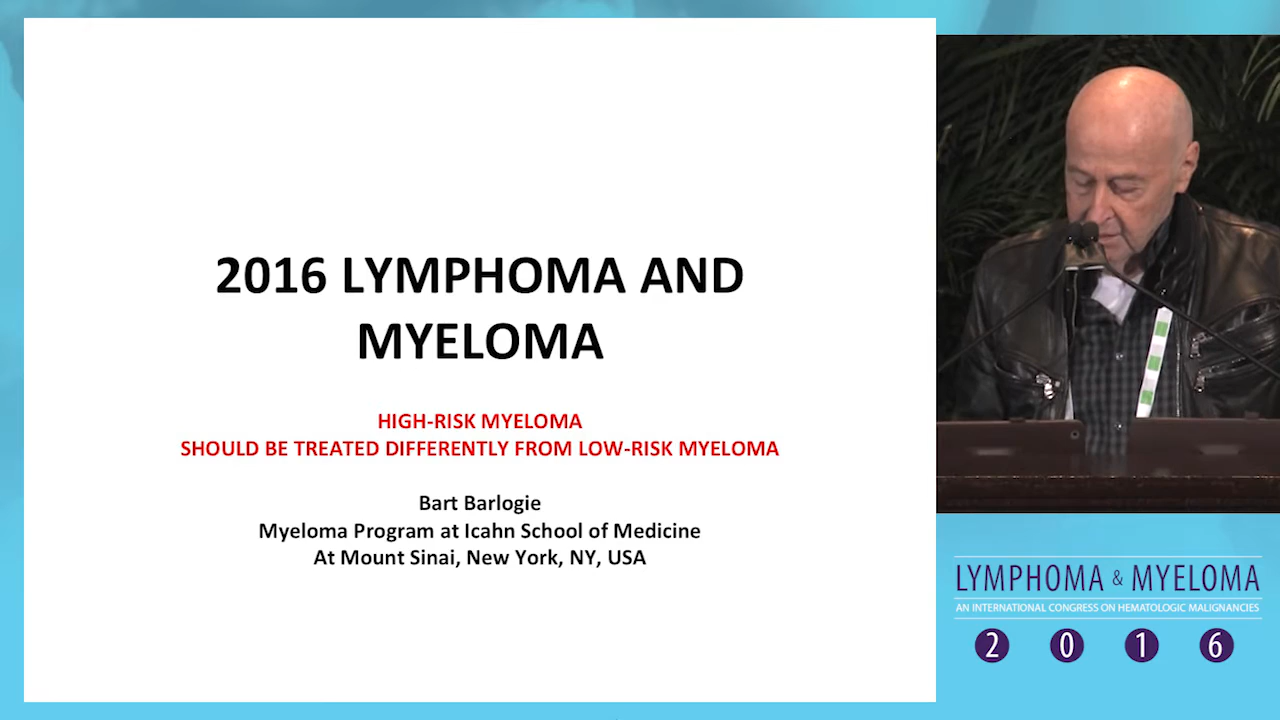 2016 LYMPHOMA AND
MYELOMA
HIGH-RISK MYELOMA
SHOULD BE TREATED DIFFERENTLY FROM LOW-RISK MYELOMA
Bart Barlogie
Myeloma Program at Icahn School of Medicine
At Mount Sinai, New York, NY, USA
LYMPHOMA & MYELOMA
AN INTERNATIONAL CONGRESS ON HEMATOLOGIC MALIGNANCIES
2 0 1 6